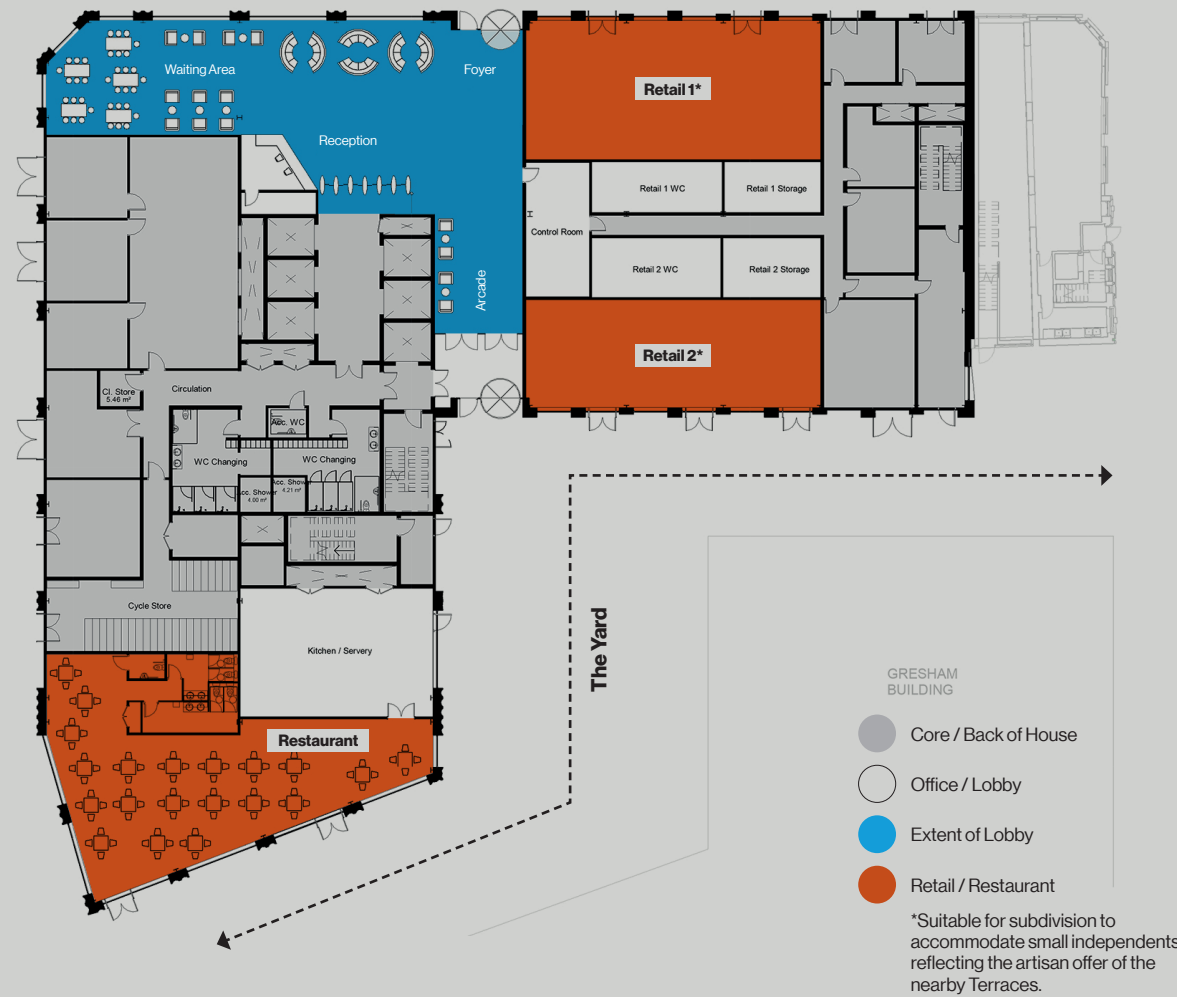 Waiting Area
Foyer
Reception
Arcade
Retail 1*
Retail 1 WC
Retail 1 Storage
Control Room
Retail 2 WC
Retail 2 Storage
Retail 2*
Cl. Store
5.46 m²
Circulation
Acc. WC
WC Changing
WC Changing
Acc. Shower
4.00 m²
Acc. Shower
4.21 m²
Cycle Store
Kitchen / Servery
Restaurant
The Yard
GRESHAM
BUILDING
Core / Back of House
Office / Lobby
Extent of Lobby
Retail / Restaurant
*Suitable for subdivision to
accommodate small independents
reflecting the artisan offer of the
nearby Terraces.